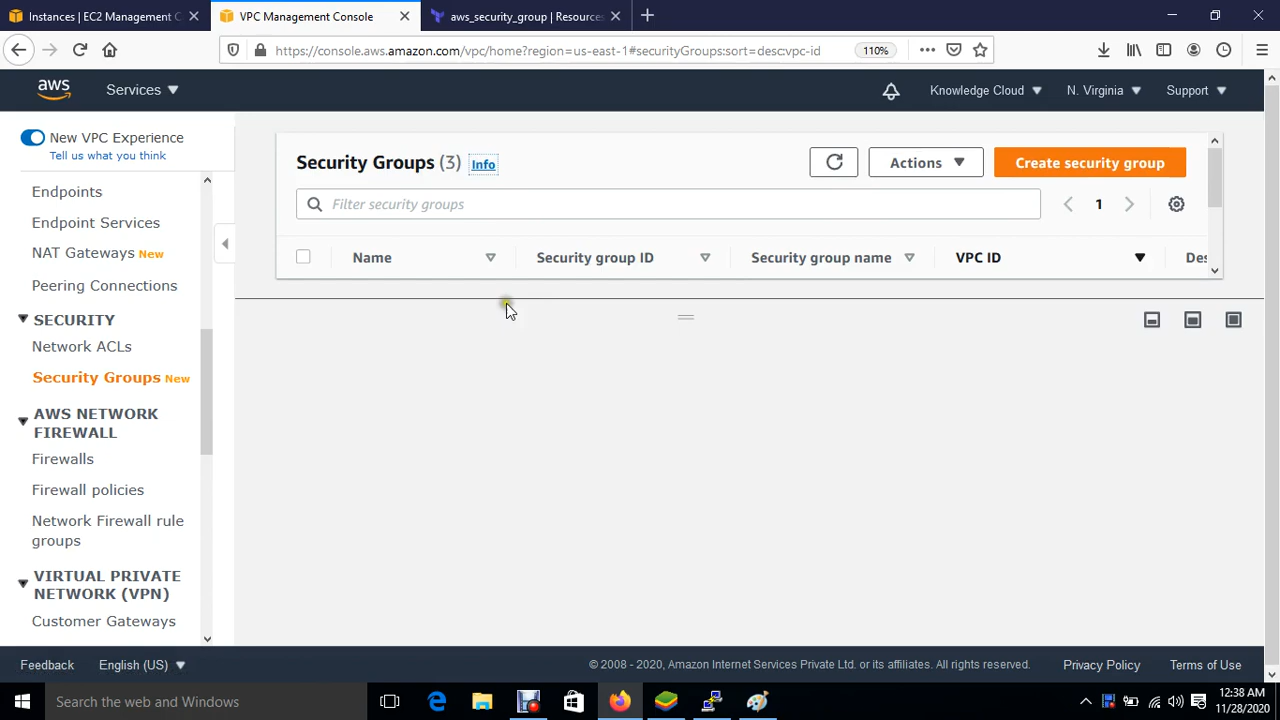 Instances | EC2 Management C
VPC Management Console
aws_security_group | Resources
https://console.aws.amazon.com/vpc/home?region=us-east-1#securityGroups:sort=desc:vpc-id
110%
aws
Services
Knowledge Cloud
N. Virginia
Support
New VPC Experience
Tell us what you think
Endpoints
Endpoint Services
NAT Gateways New
Peering Connections
SECURITY
Network ACLs
Security Groups New
AWS NETWORK
FIREWALL
Firewalls
Firewall policies
Network Firewall rule
groups
VIRTUAL PRIVATE
NETWORK (VPN)
Customer Gateways
Security Groups (3) Info
Actions
Create security group
Filter security groups
1
Name
Security group ID
Security group name
VPC ID
Des
Feedback
English (US)
© 2008 - 2020, Amazon Internet Services Private Ltd. or its affiliates. All rights reserved.
Privacy Policy
Terms of Use
Search the web and Windows
12:38 AM
11/28/2020